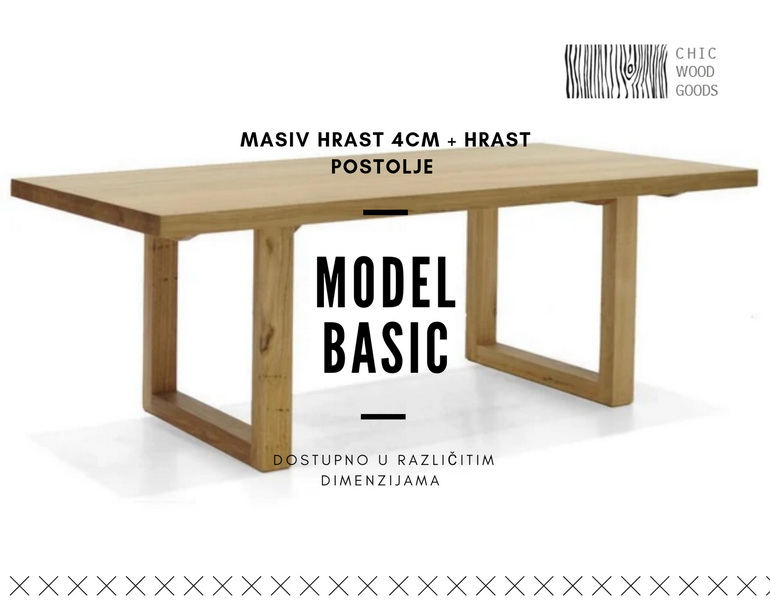 CHIC
WOOD
GOODS
MASIV HRAST 4CM + HRAST
POSTOLJE
MODEL
BASIC
DOSTUPNO U RAZLIČITIM
DIMENZIJAMA